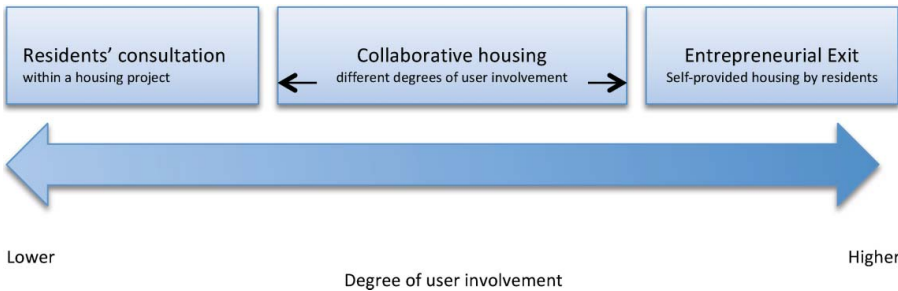 Residents’ consultation
within a housing project
Collaborative housing
different degrees of user involvement
Entrepreneurial Exit
Self-provided housing by residents
Lower
Higher
Degree of user involvement